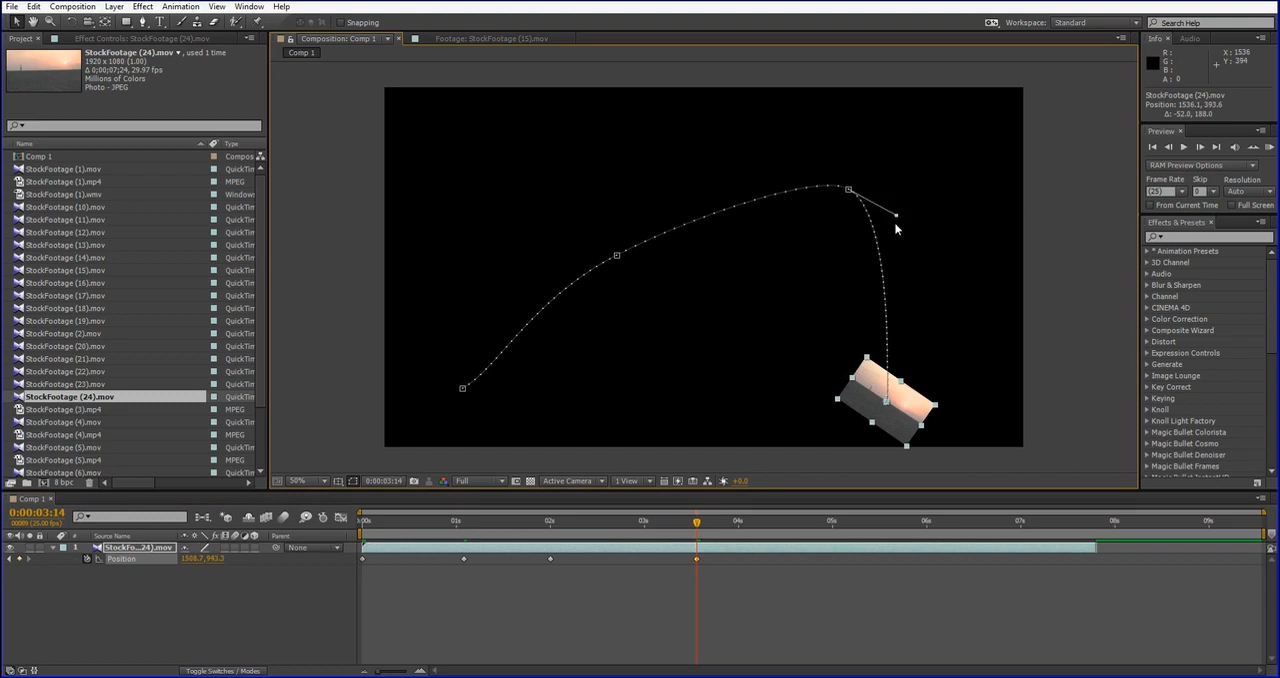 File Edit Composition Layer Effect Animation View Window Help
Snapping
Workspace: Standard
Search Help
Project
Effect Controls: StockFootage (24).mov
Composition: Comp 1
Footage: StockFootage (15).mov
Info Audio
StockFootage (24).mov ▾, used 1 time
1920 x 1080 (1.00)
Δ 0;00;07;24, 29.97 fps
Millions of Colors
Photo - JPEG
Comp 1
R :
G :
B :
A : 0
X : 1536
Y : 394
StockFootage (24).mov
Position: 1536.1, 393.6
Δ: -52.0, 188.0
Preview
RAM Preview Options
Frame Rate Skip Resolution
(25) 0 Auto
From Current Time Full Screen
Effects & Presets
* Animation Presets
3D Channel
Audio
Blur & Sharpen
Channel
CINEMA 4D
Color Correction
Composite Wizard
Distort
Expression Controls
Generate
Image Lounge
Key Correct
Keying
Knoll
Knoll Light Factory
Magic Bullet Colorista
Magic Bullet Cosmo
Magic Bullet Denoiser
Magic Bullet Frames
Name Type
Comp 1 Compos
StockFootage (1).mov QuickTim
StockFootage (1).mp4 MPEG
StockFootage (1).wmv Windows
StockFootage (10).mov QuickTim
StockFootage (11).mov QuickTim
StockFootage (12).mov QuickTim
StockFootage (13).mov QuickTim
StockFootage (14).mov QuickTim
StockFootage (15).mov QuickTim
StockFootage (16).mov QuickTim
StockFootage (17).mov QuickTim
StockFootage (18).mov QuickTim
StockFootage (19).mov QuickTim
StockFootage (2).mov QuickTim
StockFootage (20).mov QuickTim
StockFootage (21).mov QuickTim
StockFootage (22).mov QuickTim
StockFootage (23).mov QuickTim
StockFootage (24).mov QuickTim
StockFootage (3).mp4 MPEG
StockFootage (4).mov QuickTim
StockFootage (4).mp4 MPEG
StockFootage (5).mov QuickTim
StockFootage (5).mp4 MPEG
StockFootage (6).mov QuickTim
8 bpc
50% 0:00:03:14 Full Active Camera 1 View +0.0
Comp 1
0:00:03:14
00089 (25.00 fps)
# Source Name Parent
:00s 01s 02s 03s 04s 05s 06s 07s 08s 09s
1 StockFo...24).mov None
Position 1508.7,943.3
Toggle Switches / Modes